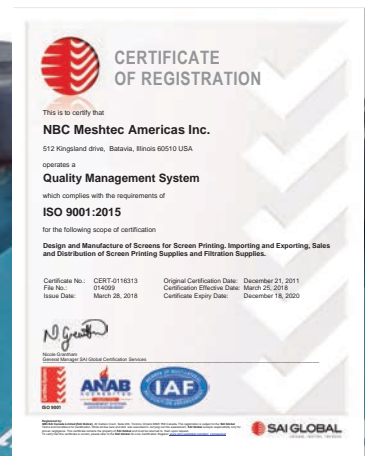 CERTIFICATE
OF REGISTRATION
This is to certify that
NBC Meshtec Americas Inc.
512 Kingsland drive, Batavia, Illinois 60510 USA
operates a
Quality Management System
which complies with the requirements of
ISO 9001:2015
for the following scope of certification
Design and Manufacture of Screens for Screen Printing. Importing and Exporting, Sales
and Distribution of Screen Printing Supplies and Filtration Supplies.
Certificate No.: CERT-0116313 Original Certification Date: December 21, 2011
File No.: 014099 Certification Effective Date: March 25, 2018
Issue Date: March 28, 2018 Certificate Expiry Date: December 18, 2020
Nicole Grantham
General Manager SAI Global Certification Services
ANAB
ACCREDITED
IAF
ISO 9001
SAI GLOBAL